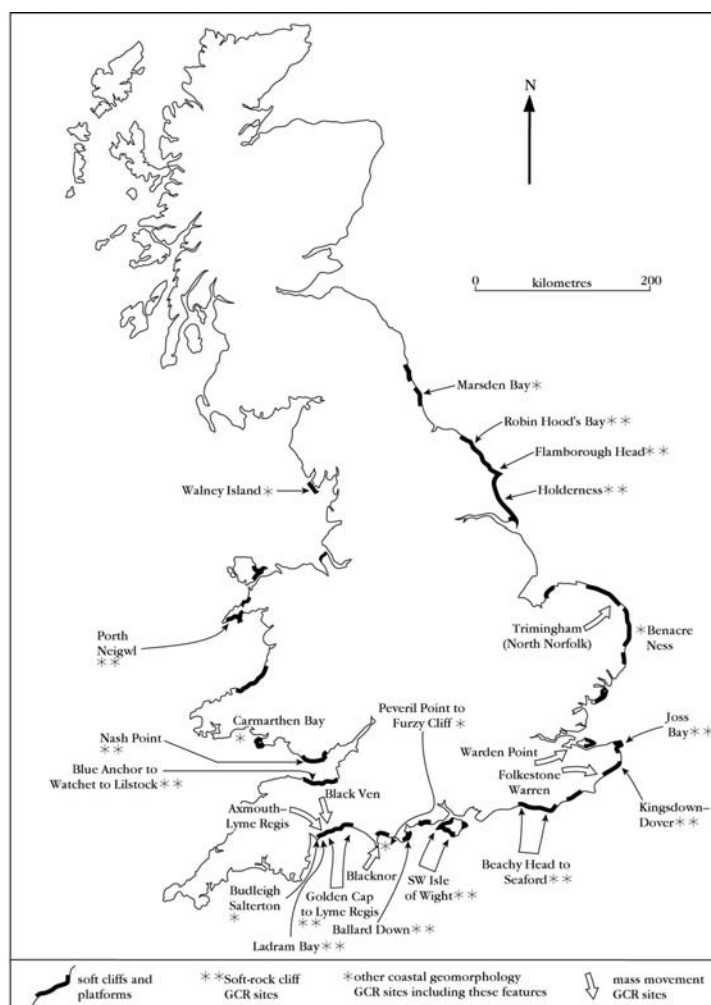 N
0 kilometres 200
Marsden Bay*
Robin Hood's Bay**
Flamborough Head**
Holderness**
Walney Island*
Porth
Neigwl
**
Trimingham
(North Norfolk)
*Benacre
Ness
Carmarthen Bay
*
Peveril Point to
Furzy Cliff *
Joss
Bay**
Nash Point
**
Warden Point
Blue Anchor to
Watchet to Lilstock**
Folkestone
Warren
Black Ven
Axmouth–
Lyme Regis
Kingsdown–
Dover**
*
Blacknor
Beachy Head to
Seaford**
SW Isle
of Wight**
Budleigh
Salterton
*
Golden Cap
to Lyme Regis
**
Ballard Down**
Ladram Bay**
soft cliffs and
platforms
**Soft-rock cliff
GCR sites
*other coastal geomorphology
GCR sites including these features
mass movement
GCR sites